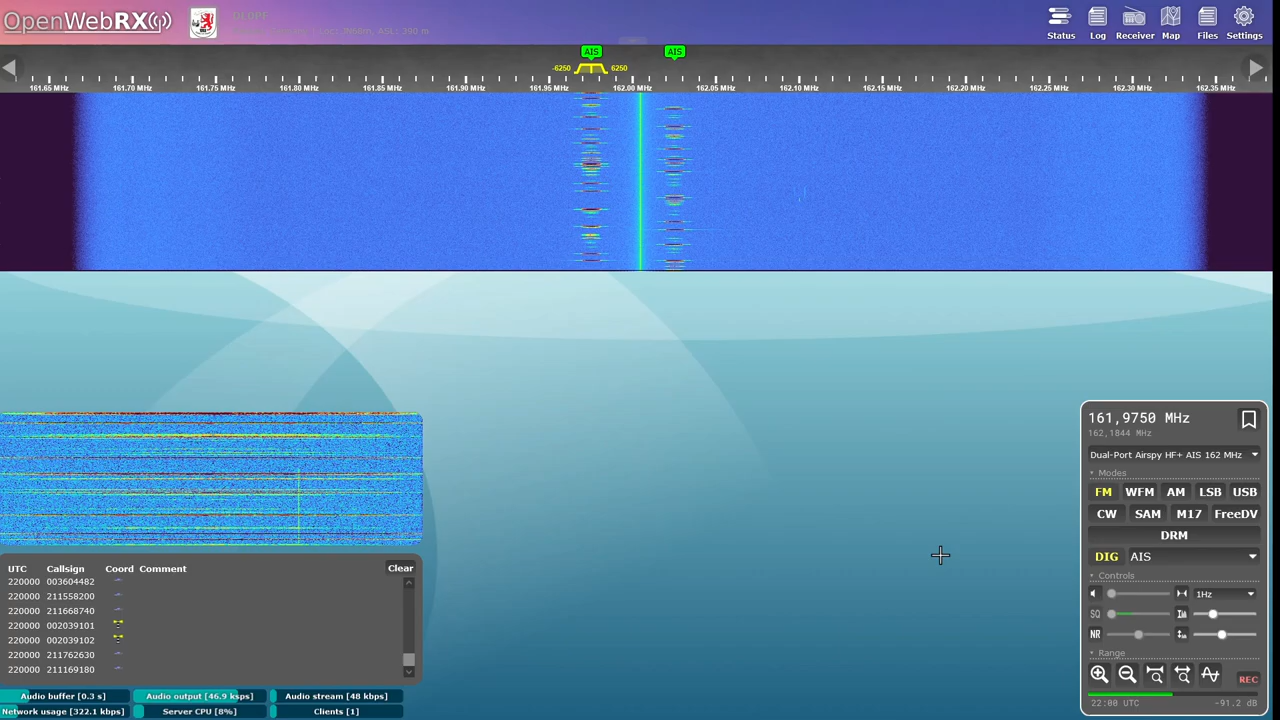 OpenWebRX
DL0PF
Loc: JN68mn, ASL: 390 m
Status Log Receiver Map Files Settings
AIS AIS
-6250 6250
161.65 MHz 161.70 MHz 161.75 MHz 161.80 MHz 161.85 MHz 161.90 MHz 161.95 MHz 162.00 MHz 162.05 MHz 162.10 MHz 162.15 MHz 162.20 MHz 162.25 MHz 162.30 MHz 162.35 MHz
UTC Callsign Coord Comment Clear
220000 003604482
220000 211558200
220000 211668740
220000 002039101
220000 002039102
220000 211762630
220000 211169180
Audio buffer [0.3 s] Audio output [46.9 ksps] Audio stream [48 kbps]
Network usage [322.1 kbps] Server CPU [8%] Clients [1]
161,9750 MHz
162,1844 MHz
Dual-Port Airspy HF+ AIS 162 MHz
Modes
FM WFM AM LSB USB
CW SAM M17 FreeDV
DRM
DIG AIS
Controls
1Hz
SQ
NR
Range
REC
22:00 UTC -91.2 dB